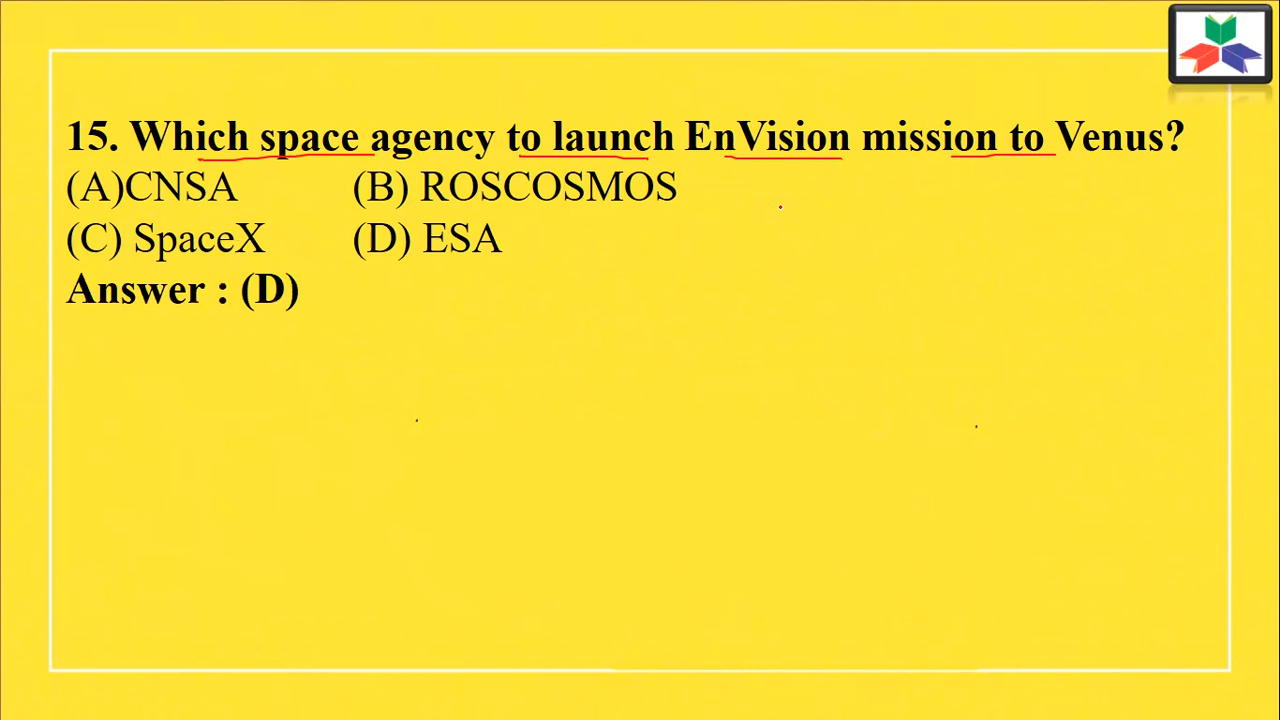 15. Which space agency to launch EnVision mission to Venus?
(A)CNSA (B) ROSCOSMOS
(C) SpaceX (D) ESA
Answer : (D)